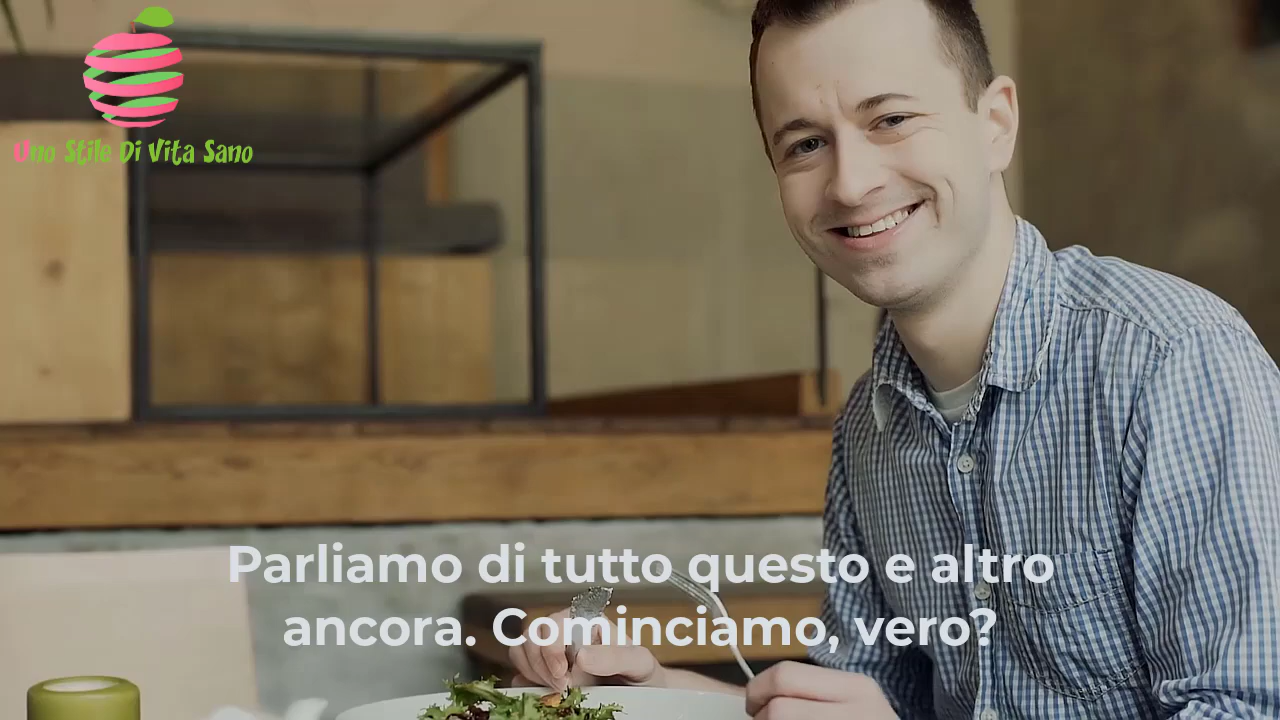 Uno Stile Di Vita Sano
Parliamo di tutto questo e altro
ancora. Cominciamo, vero?